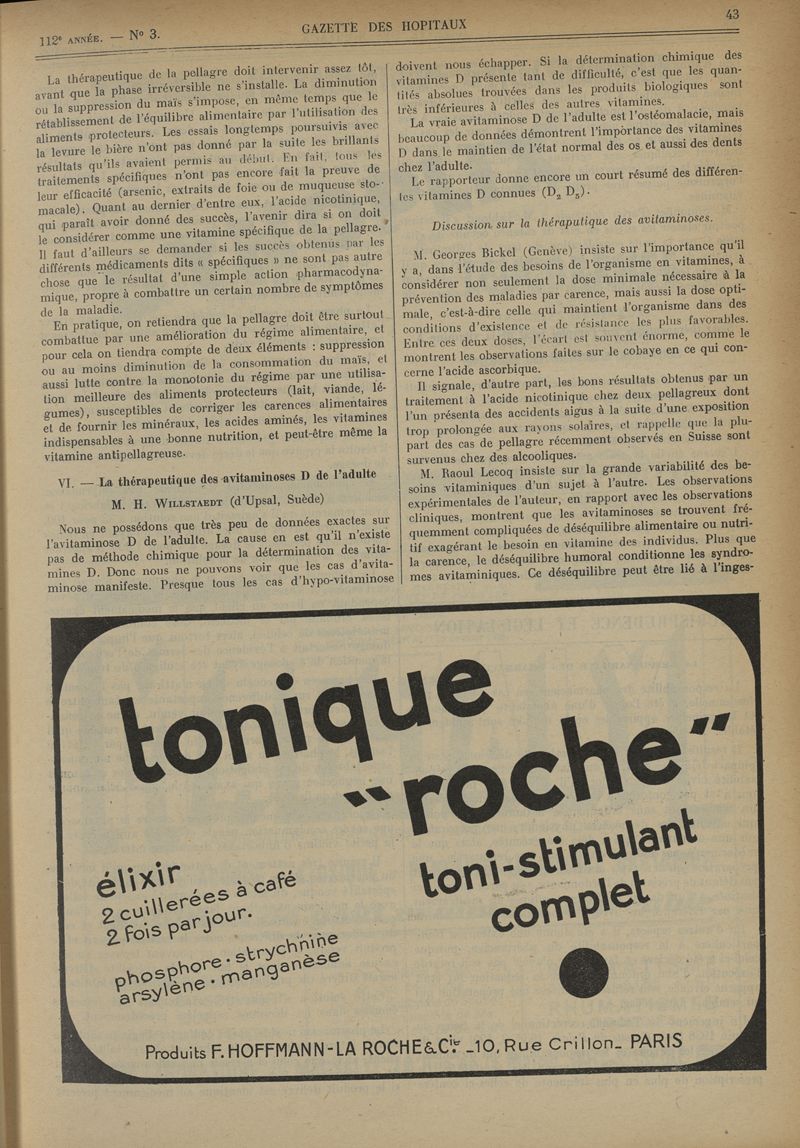 112e ANNÉE. — No 3.
GAZETTE DES HOPITAUX
43
La thérapeutique de la pellagre doit intervenir assez tôt,
avant que la phase irréversible ne s'installe. La diminution
ou la suppression du maïs s'impose, en même temps que le
rétablissement de l'équilibre alimentaire par l'utilisation des
aliments protecteurs. Les essais longtemps poursuivis avec
la levure le bière n'ont pas donné par la suite les brillants
résultats qu'ils avaient permis au début. En fait, tous les
traitements spécifiques n'ont pas encore fait la preuve de
leur efficacité (arsenic, extraits de foie ou de muqueuse sto-
macale). Quant au dernier d'entre eux, l'acide nicotinique,
qui paraît avoir donné des succès, l'avenir dira si on doit
le considérer comme une vitamine spécifique de la pellagre.
Il faut d'ailleurs se demander si les succès obtenus par les
différents médicaments dits « spécifiques » ne sont pas autre
chose que le résultat d'une simple action pharmacodyna-
mique, propre à combattre un certain nombre de symptômes
de la maladie.
En pratique, on retiendra que la pellagre doit être surtout
combattue par une amélioration du régime alimentaire, et
pour cela on tiendra compte de deux éléments : suppression
ou au moins diminution de la consommation du maïs, et
aussi lutte contre la monotonie du régime par une utilisa-
tion meilleure des aliments protecteurs (lait, viande, lé-
gumes), susceptibles de corriger les carences alimentaires
et de fournir les minéraux, les acides aminés, les vitamines
indispensables à une bonne nutrition, et peut-être même la
vitamine antipellagreuse.
VI. — La thérapeutique des avitaminoses D de l'adulte
M. H. WILLSTAEDT (d'Upsal, Suède)
Nous ne possédons que très peu de données exactes sur
l'avitaminose D de l'adulte. La cause en est qu'il n'existe
pas de méthode chimique pour la détermination des vita-
mines D. Donc nous ne pouvons voir que les cas d'avita-
minose manifeste. Presque tous les cas d'hypo-vitaminose
doivent nous échapper. Si la détermination chimique des
vitamines D présente tant de difficulté, c'est que les quan-
tités absolues trouvées dans les produits biologiques sont
très inférieures à celles des autres vitamines.
La vraie avitaminose D de l'adulte est l'ostéomalacie, mais
beaucoup de données démontrent l'importance des vitamines
D dans le maintien de l'état normal des os et aussi des dents
chez l'adulte.
Le rapporteur donne encore un court résumé des différen-
tes vitamines D connues (D2 D5).
Discussion sur la théraputique des avitaminoses.
M. Georges Bickel (Genève) insiste sur l'importance qu'il
y a, dans l'étude des besoins de l'organisme en vitamines, à
considérer non seulement la dose minimale nécessaire à la
prévention des maladies par carence, mais aussi la dose opti-
male, c'est-à-dire celle qui maintient l'organisme dans des
conditions d'existence et de résistance les plus favorables.
Entre ces deux doses, l'écart est souvent énorme, comme le
montrent les observations faites sur le cobaye en ce qui con-
cerne l'acide ascorbique.
Il signale, d'autre part, les bons résultats obtenus par un
traitement à l'acide nicotinique chez deux pellagreux dont
l'un présenta des accidents aigus à la suite d'une exposition
trop prolongée aux rayons solaires, et rappelle que la plu-
part des cas de pellagre récemment observés en Suisse sont
survenus chez des alcooliques.
M. Raoul Lecoq insiste sur la grande variabilité des be-
soins vitaminiques d'un sujet à l'autre. Les observations
expérimentales de l'auteur, en rapport avec les observations
cliniques, montrent que les avitaminoses se trouvent fré-
quemment compliquées de déséquilibre alimentaire ou nutri-
tif exagérant le besoin en vitamine des individus. Plus que
la carence, le déséquilibre humoral conditionne les syndro-
mes avitaminiques. Ce déséquilibre peut être lié à l'inges-
tonique
"roche"
élixir
2 cuillerées à café
2 fois par jour.
phosphore · strychnine
arsylène · manganèse
toni-stimulant
complet
Produits F. HOFFMANN-LA ROCHE & Cie. _10, Rue Crillon_ PARIS